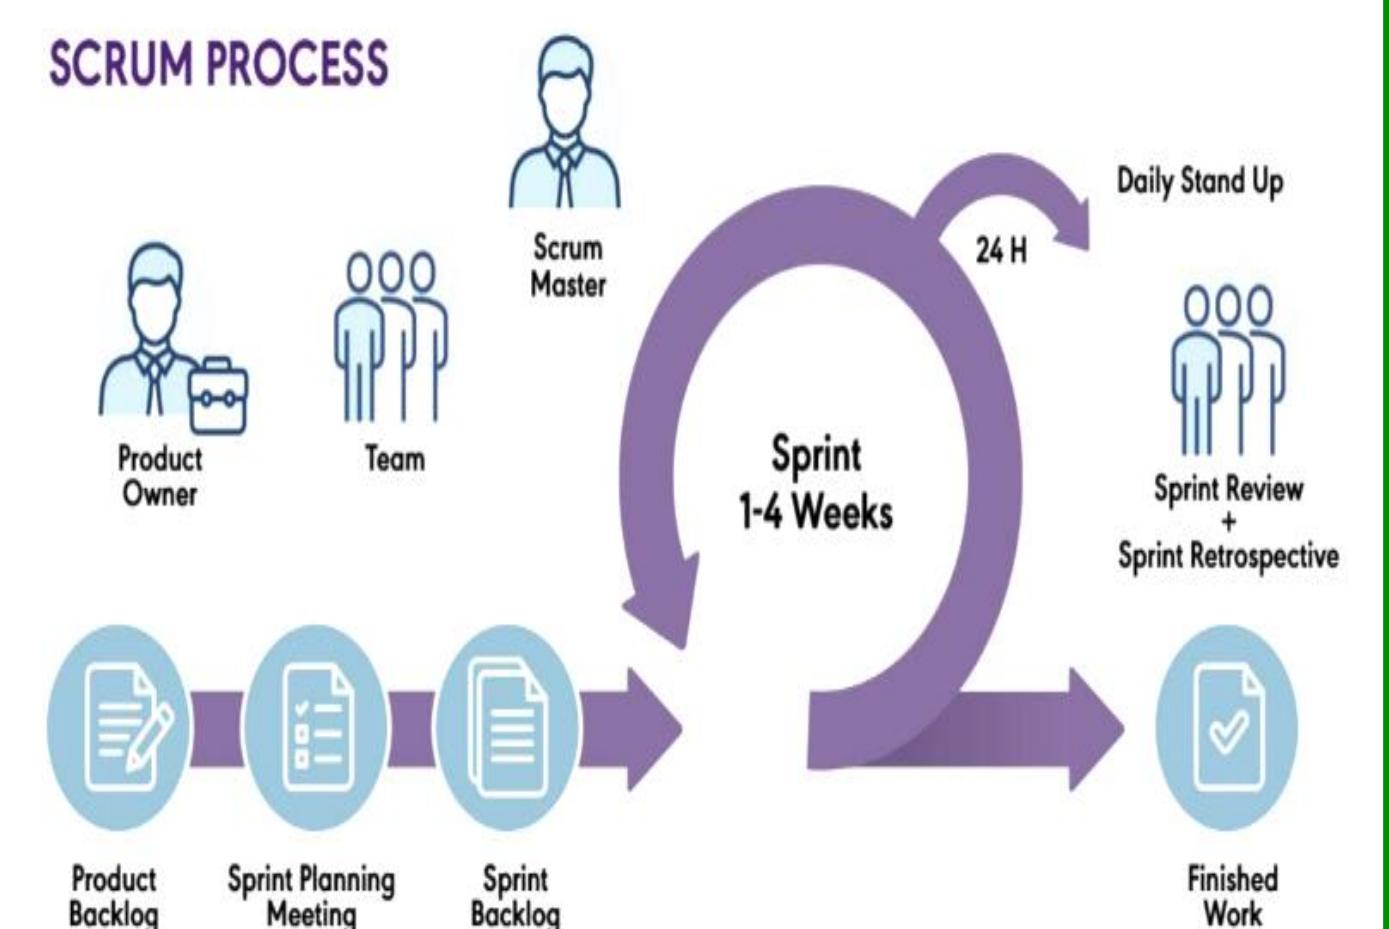 SCRUM PROCESS
Scrum
Master
Daily Stand Up
24 H
Product
Owner
Team
Sprint
1-4 Weeks
Sprint Review
+
Sprint Retrospective
Product
Backlog
Sprint Planning
Meeting
Sprint
Backlog
Finished
Work